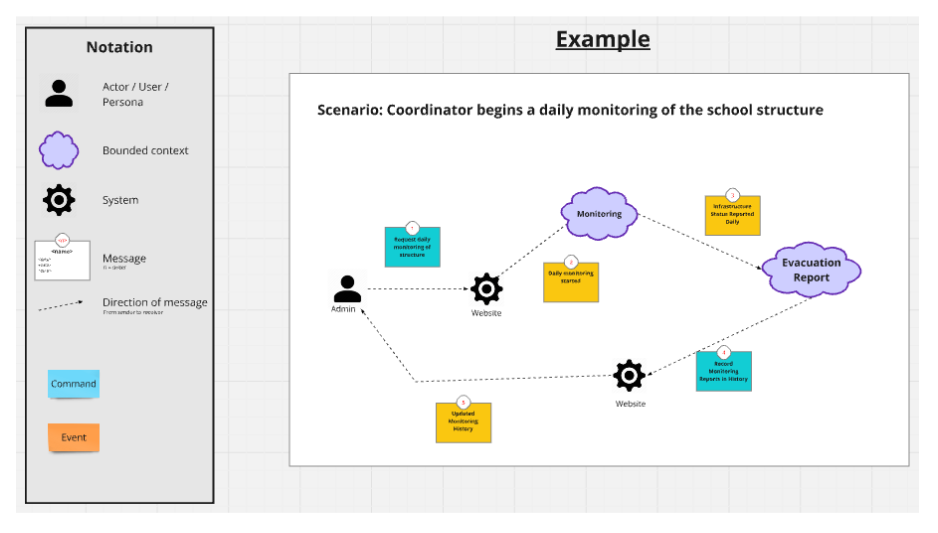 Notation
Actor / User /
Persona
Bounded context
System
Message
Direction of message
From sender to receiver
Command
Event
Example
Scenario: Coordinator begins a daily monitoring of the school structure
1
Request daily
monitoring of
structure
Admin
Website
2
Daily monitoring
started
Monitoring
3
Infrastructure
Status Reported
Daily
Evacuation
Report
4
Record
Monitoring
Reports in History
Website
5
Updated
Monitoring
History